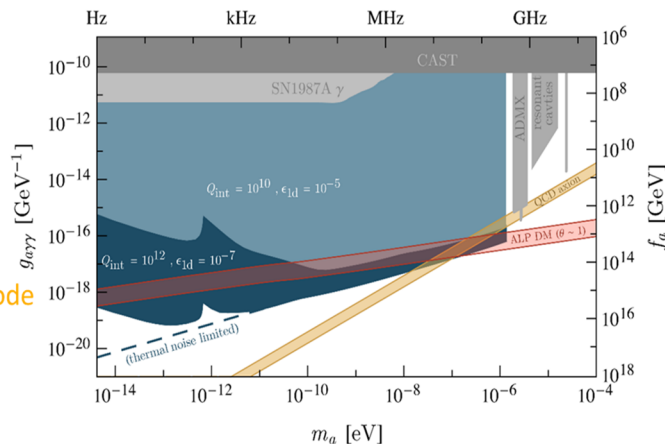 Hz kHz MHz GHz
CAST
SN1987A γ
ADMX
resonant
cavities
Q_int = 10^10 , ϵ_1d = 10^-5
QCD axion
ALP DM (θ ~ 1)
Q_int = 10^12 , ϵ_1d = 10^-7
ode
(thermal noise limited)
g_aγγ [GeV^-1]
10^-10
10^-12
10^-14
10^-16
10^-18
10^-20
f_a [GeV]
10^6
10^8
10^10
10^12
10^14
10^16
10^18
10^-14 10^-12 10^-10 10^-8 10^-6 10^-4
m_a [eV]